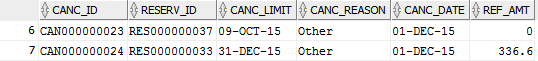 CANC_ID RESERV_ID CANC_LIMIT CANC_REASON CANC_DATE REF_AMT
6 CAN000000023 RES000000037 09-OCT-15 Other 01-DEC-15 0
7 CAN000000024 RES000000033 31-DEC-15 Other 01-DEC-15 336.6